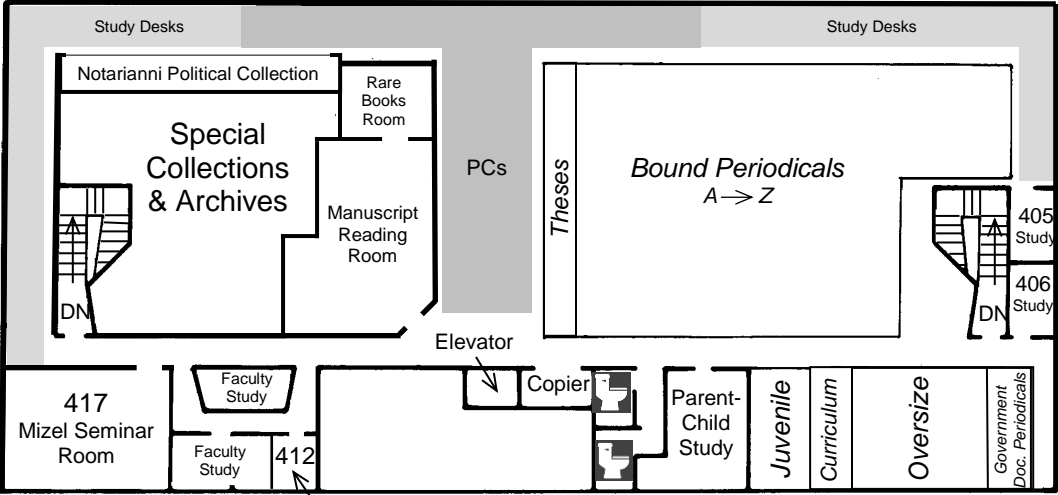 Study Desks
Study Desks
Notarianni Political Collection
Rare
Books
Room
Special
Collections
& Archives
PCs
Theses
Bound Periodicals
A → Z
Manuscript
Reading
Room
405
Study
406
Study
DN
DN
Elevator
Copier
417
Mizel Seminar
Room
Faculty
Study
Faculty
Study
412
Parent-
Child
Study
Juvenile
Curriculum
Oversize
Government
Doc. Periodicals